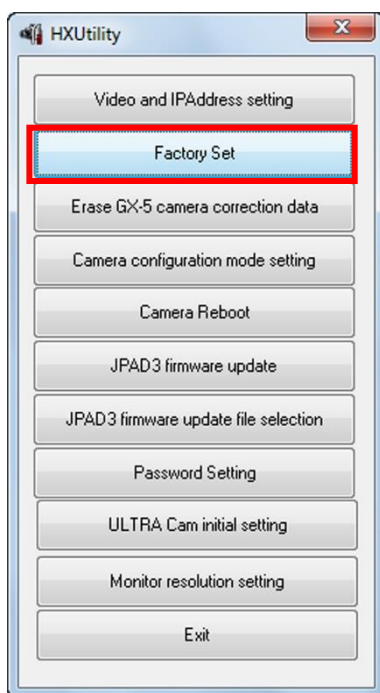 HXUtility
Video and IPAddress setting
Factory Set
Erase GX-5 camera correction data
Camera configuration mode setting
Camera Reboot
JPAD3 firmware update
JPAD3 firmware update file selection
Password Setting
ULTRA Cam initial setting
Monitor resolution setting
Exit